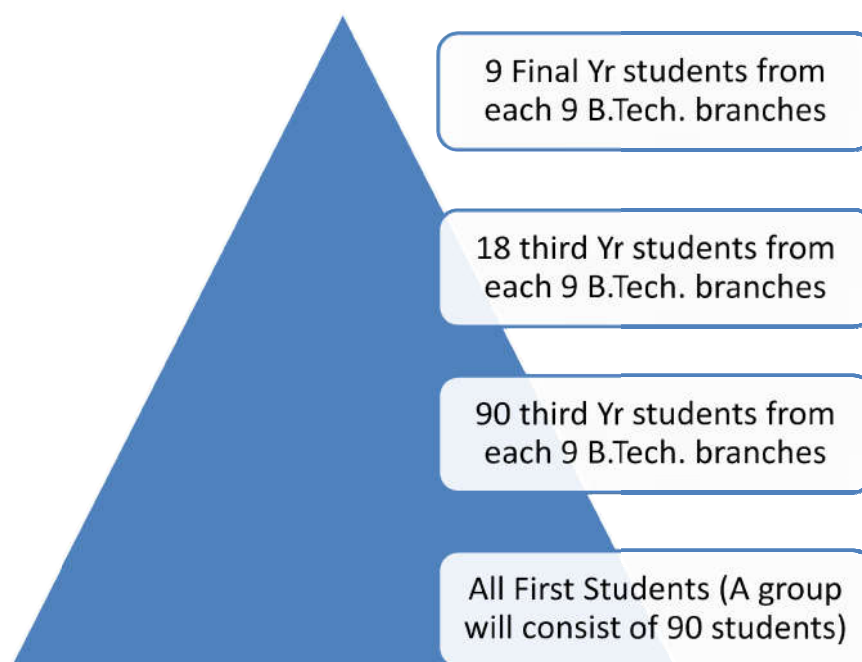 9 Final Yr students from
each 9 B.Tech. branches
18 third Yr students from
each 9 B.Tech. branches
90 third Yr students from
each 9 B.Tech. branches
All First Students (A group
will consist of 90 students)